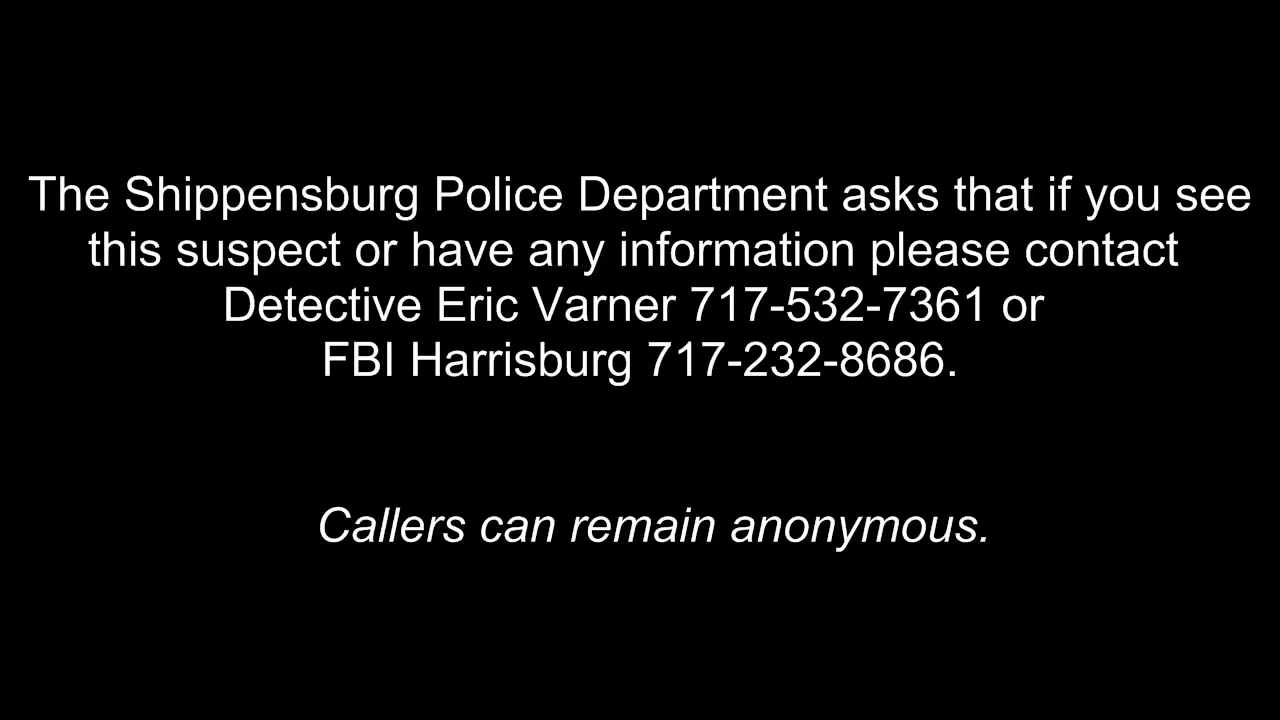 The Shippensburg Police Department asks that if you see
this suspect or have any information please contact
Detective Eric Varner 717-532-7361 or
FBI Harrisburg 717-232-8686.
Callers can remain anonymous.